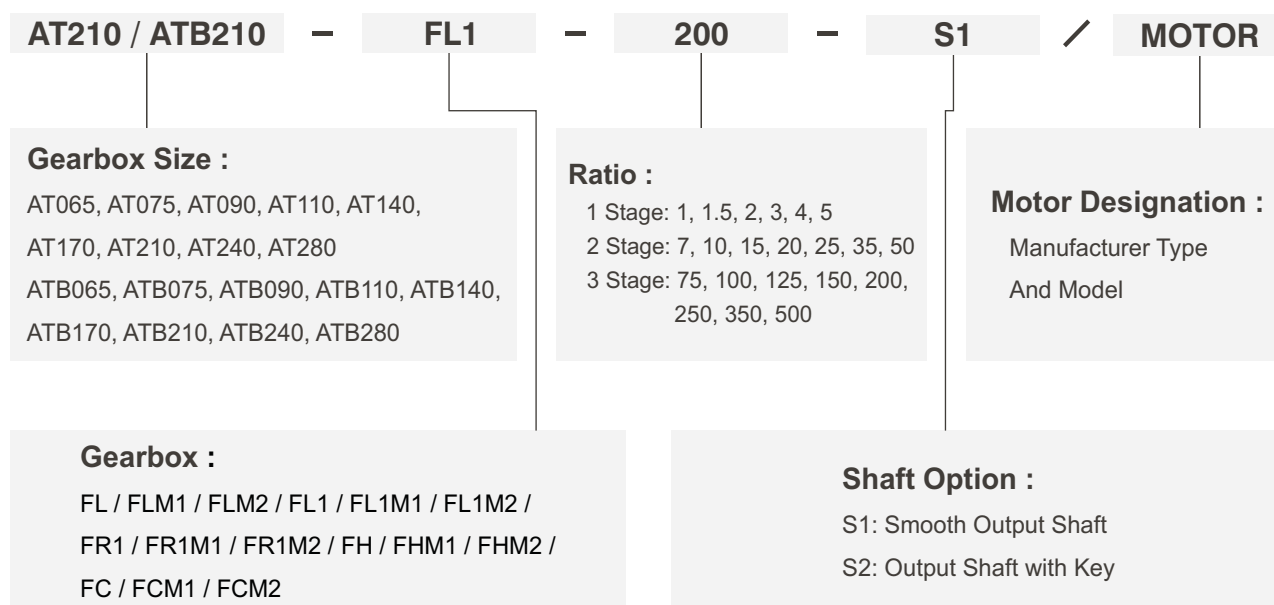 AT210 / ATB210 – FL1 – 200 – S1 / MOTOR
Gearbox Size :
AT065, AT075, AT090, AT110, AT140,
AT170, AT210, AT240, AT280
ATB065, ATB075, ATB090, ATB110, ATB140,
ATB170, ATB210, ATB240, ATB280
Ratio :
1 Stage: 1, 1.5, 2, 3, 4, 5
2 Stage: 7, 10, 15, 20, 25, 35, 50
3 Stage: 75, 100, 125, 150, 200,
250, 350, 500
Motor Designation :
Manufacturer Type
And Model
Gearbox :
FL / FLM1 / FLM2 / FL1 / FL1M1 / FL1M2 /
FR1 / FR1M1 / FR1M2 / FH / FHM1 / FHM2 /
FC / FCM1 / FCM2
Shaft Option :
S1: Smooth Output Shaft
S2: Output Shaft with Key